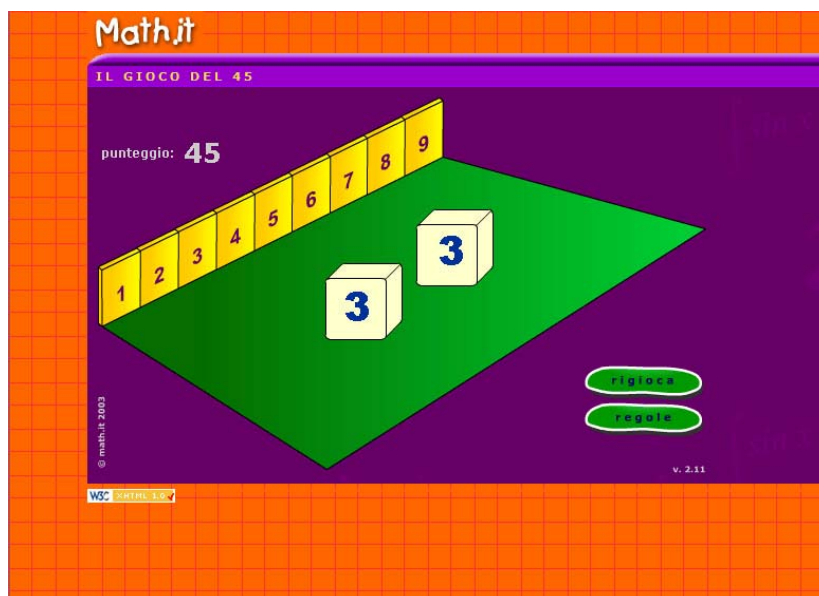 Math.it
IL GIOCO DEL 45
punteggio: 45
1 2 3 4 5 6 7 8 9
3
3
rigioca
regole
© math.it 2003
v. 2.11
W3C XHTML 1.0